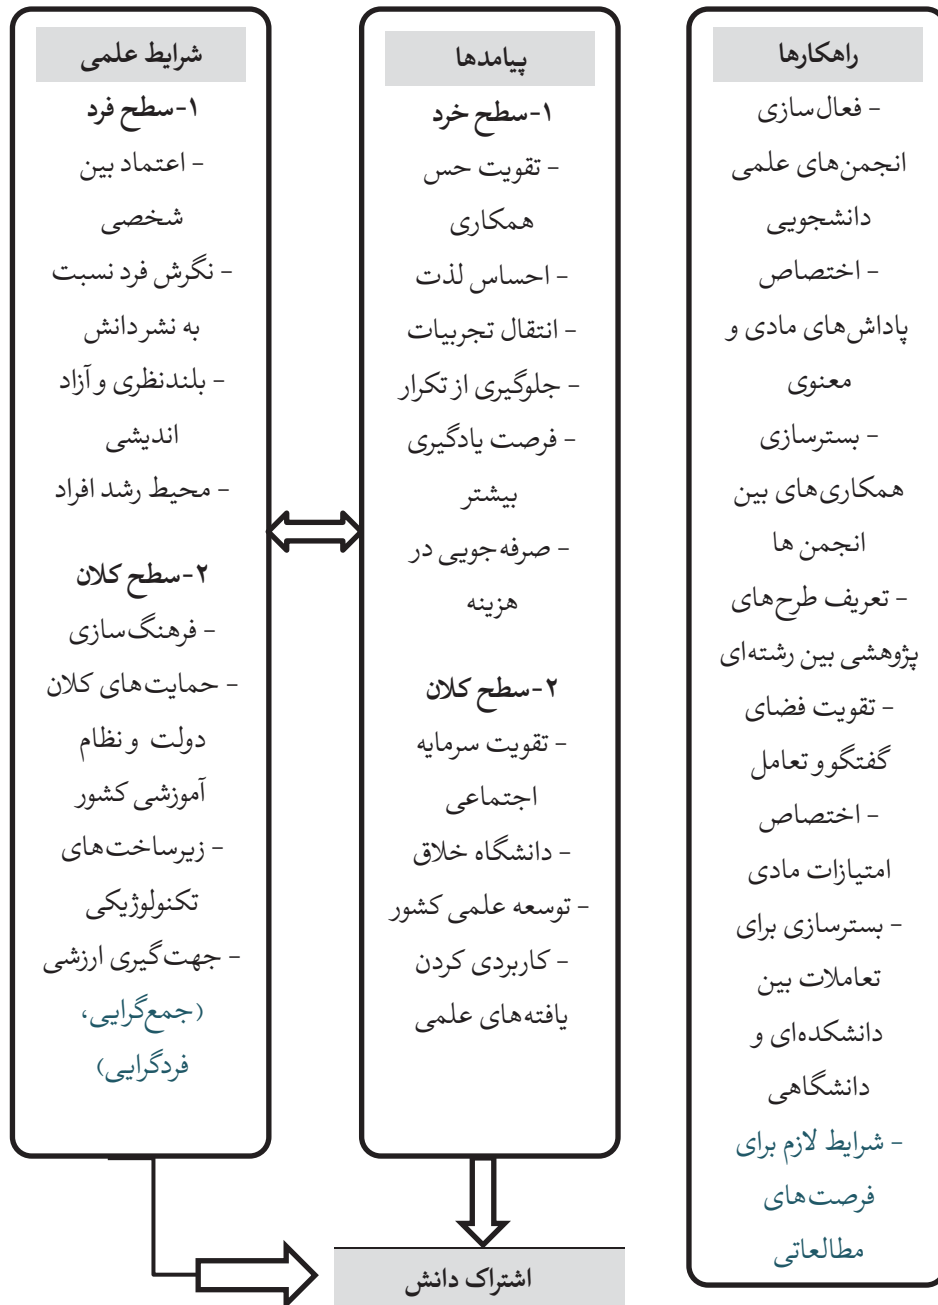 راهکارها
- فعال‌سازی
انجمن‌های علمی
دانشجویی
- اختصاص
پاداش‌های مادی و
معنوی
- بسترسازی
همکاری‌های بین
انجمن ها
- تعریف طرح‌های
پژوهشی بین رشته‌ای
- تقویت فضای
گفتگو و تعامل
- اختصاص
امتیازات مادی
- بسترسازی برای
تعاملات بین
دانشکده‌ای و
دانشگاهی
- شرایط لازم برای
فرصت‌های
مطالعاتی
پیامدها
۱-سطح خرد
- تقویت حس
همکاری
- احساس لذت
- انتقال تجربیات
- جلوگیری از تکرار
- فرصت یادگیری
بیشتر
- صرفه‌جویی در
هزینه
۲-سطح کلان
- تقویت سرمایه
اجتماعی
- دانشگاه خلاق
- توسعه علمی کشور
- کاربردی کردن
یافته‌های علمی
شرایط علمی
۱-سطح فرد
- اعتماد بین
شخصی
- نگرش فرد نسبت
به نشر دانش
- بلندنظری و آزاد
اندیشی
- محیط رشد افراد
۲-سطح کلان
- فرهنگ‌سازی
- حمایت‌های کلان
دولت و نظام
آموزشی کشور
- زیرساخت‌های
تکنولوژیکی
- جهت‌گیری ارزشی
(جمع‌گرایی،
فردگرایی)
اشتراک دانش